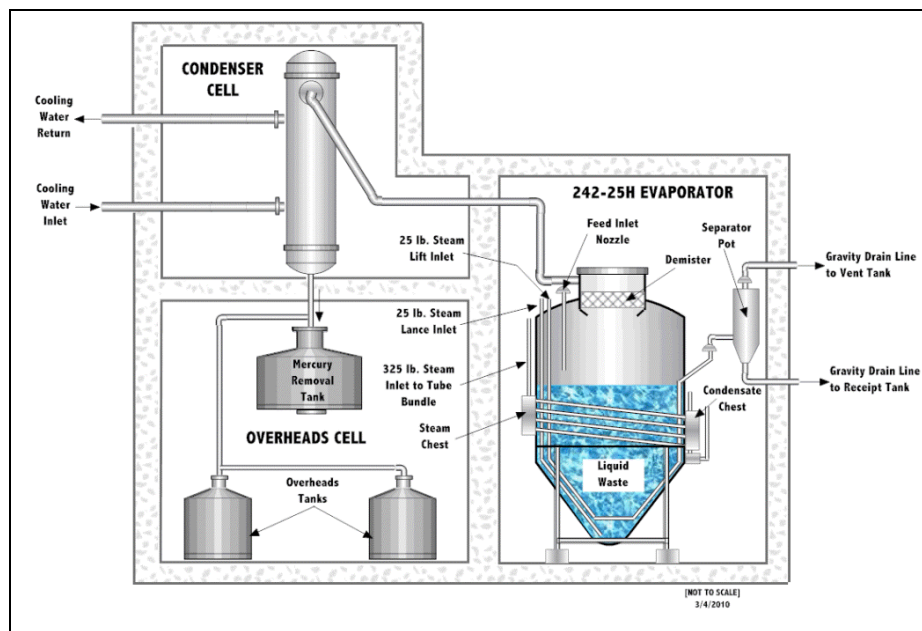 CONDENSER
CELL
Cooling
Water
Return
Cooling
Water
Inlet
242-25H EVAPORATOR
25 lb. Steam
Lift Inlet
Feed Inlet
Nozzle
Separator
Pot
Demister
Gravity Drain Line
to Vent Tank
25 lb. Steam
Lance Inlet
Mercury
Removal
Tank
325 lb. Steam
Inlet to Tube
Bundle
Gravity Drain Line
to Receipt Tank
Condensate
Chest
Steam
Chest
OVERHEADS CELL
Liquid
Waste
Overheads
Tanks
[NOT TO SCALE]
3/4/2010